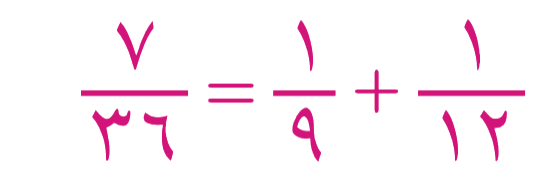 ٧/٣٦ = ١/٩ + ١/١٢